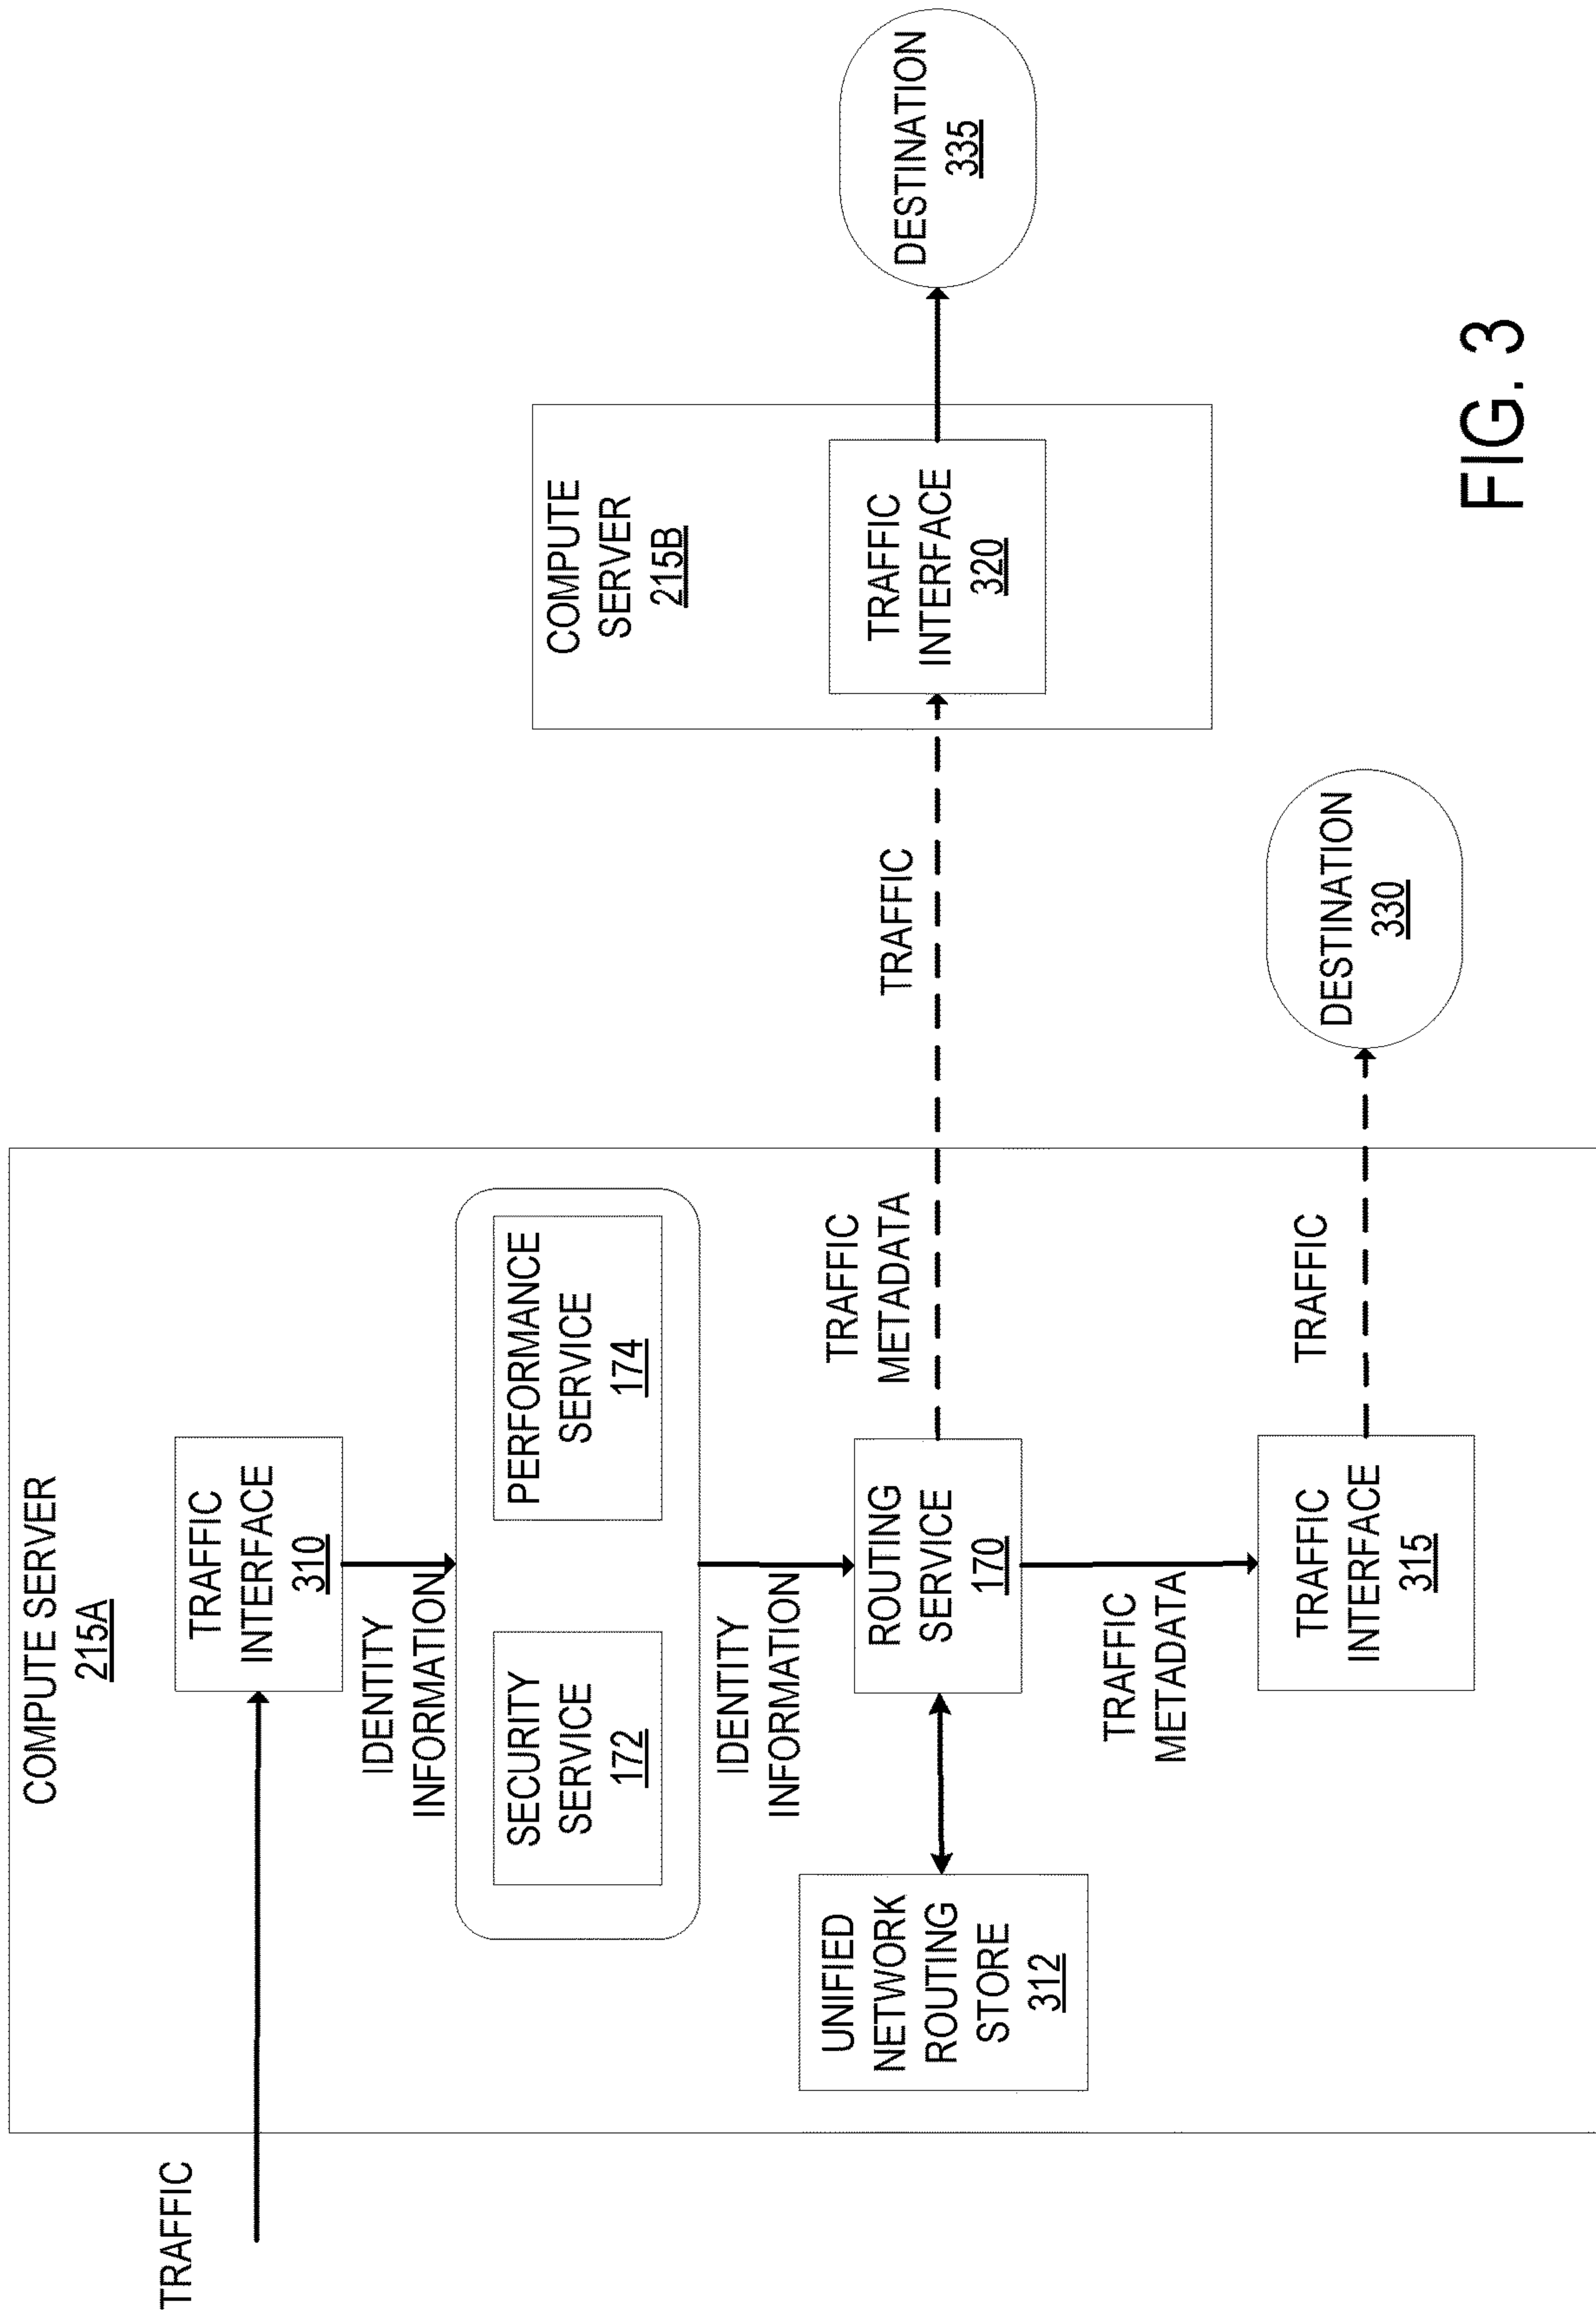 COMPUTE SERVER
215A
TRAFFIC
TRAFFIC
INTERFACE
310
IDENTITY
INFORMATION
SECURITY
SERVICE
172
PERFORMANCE
SERVICE
174
IDENTITY
INFORMATION
UNIFIED
NETWORK
ROUTING
STORE
312
ROUTING
SERVICE
170
TRAFFIC
METADATA
TRAFFIC
METADATA
TRAFFIC
INTERFACE
315
TRAFFIC
DESTINATION
330
TRAFFIC
COMPUTE
SERVER
215B
TRAFFIC
INTERFACE
320
DESTINATION
335
FIG. 3